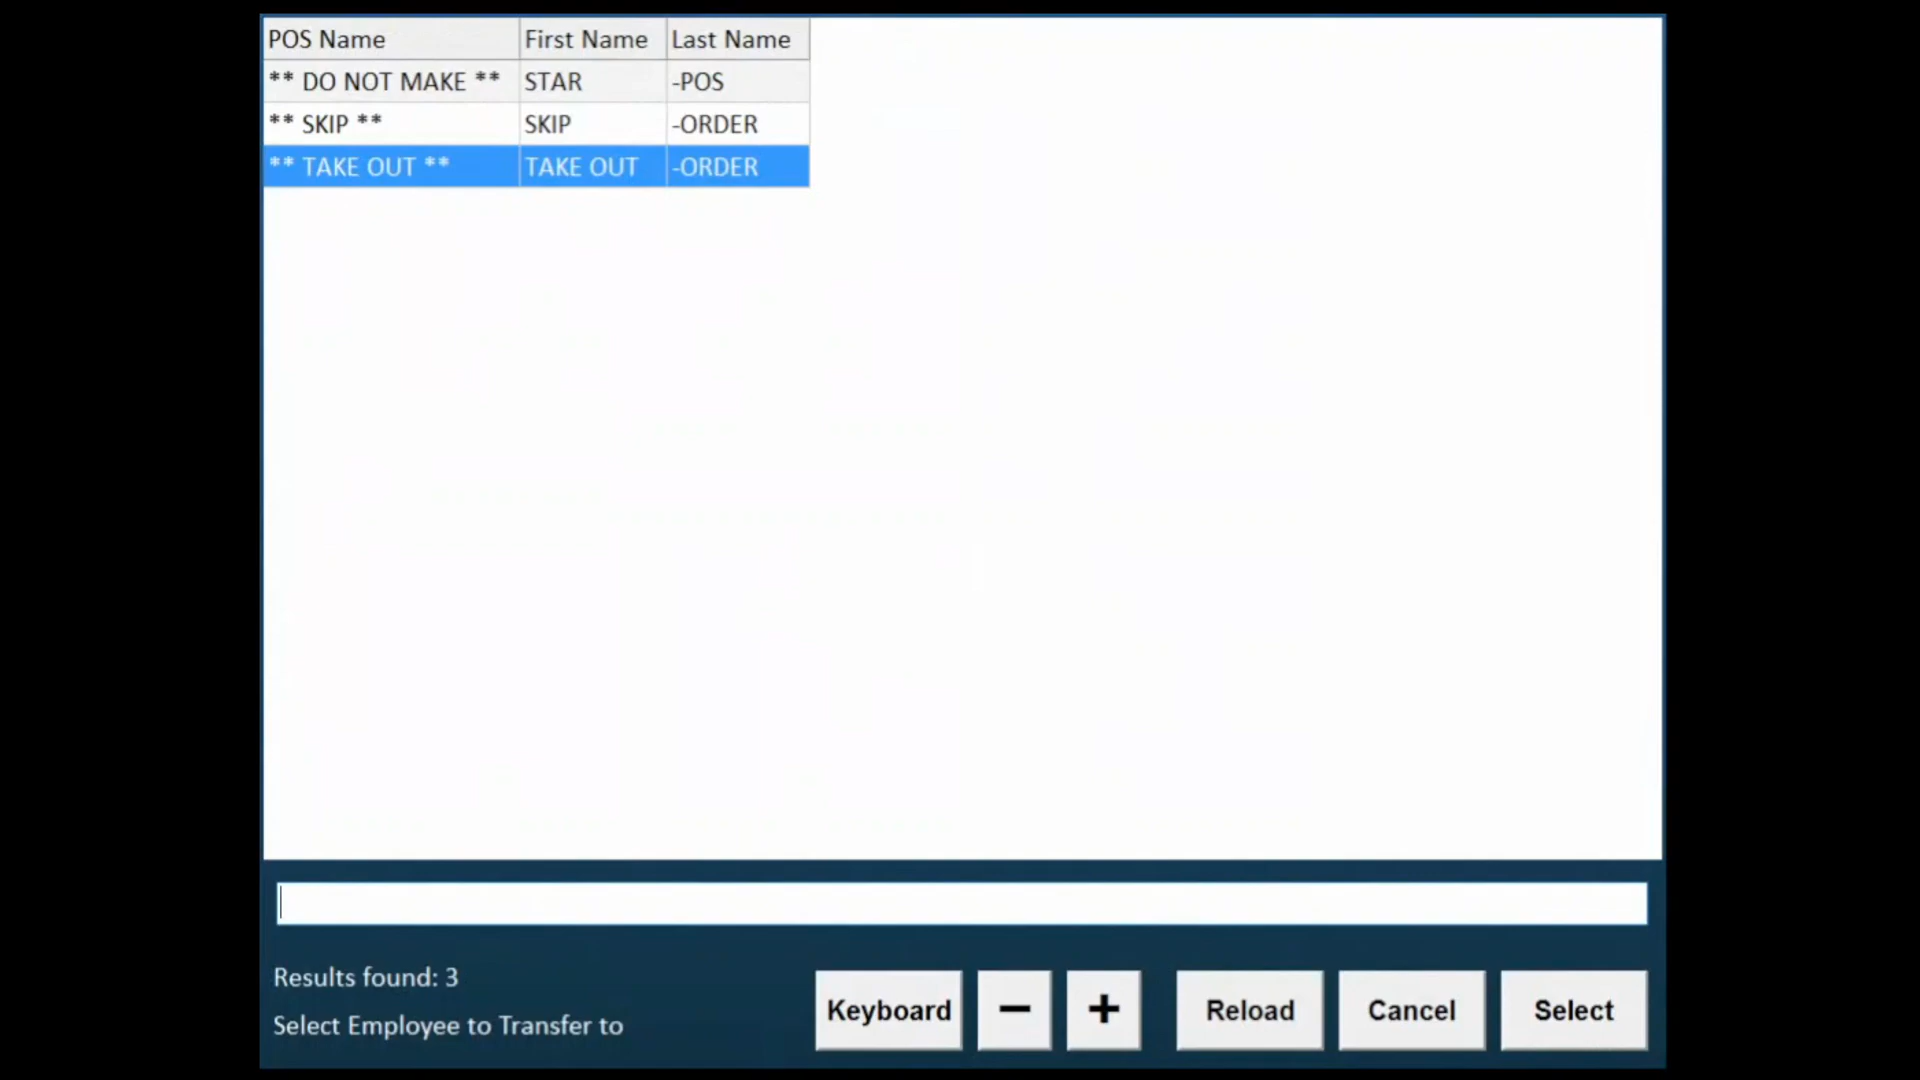 POS Name First Name Last Name
** DO NOT MAKE ** STAR -POS
** SKIP ** SKIP -ORDER
** TAKE OUT ** TAKE OUT -ORDER
Results found: 3
Select Employee to Transfer to
Keyboard − + Reload Cancel Select